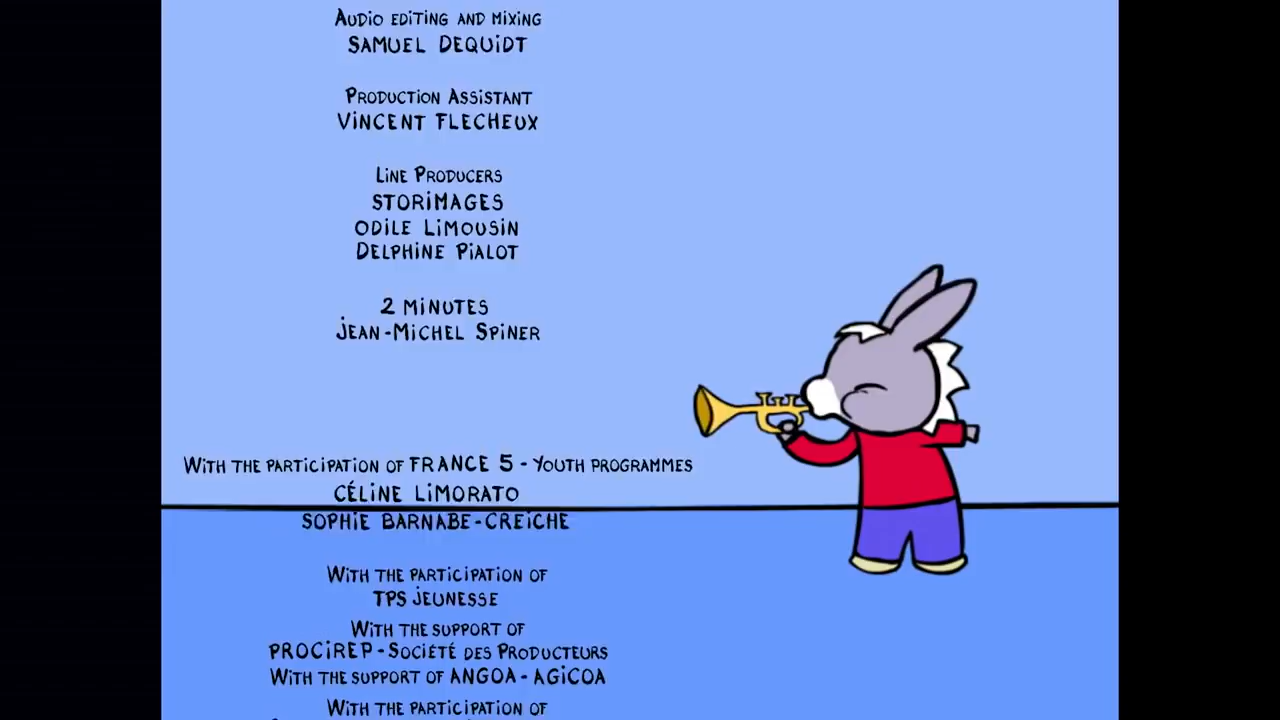 Audio editing and mixing
SAMUEL DEQUIDT
Production Assistant
VINCENT FLECHEUX
Line Producers
STORIMAGES
ODILE LIMOUSIN
DELPHINE PIALOT
2 MINUTES
JEAN-MICHEL SPINER
With the participation of FRANCE 5 - Youth programmes
CÉLINE LIMORATO
SOPHIE BARNABE-CREICHE
With the participation of
TPS JEUNESSE
With the support of
PROCIREP - Société des Producteurs
With the support of ANGOA - AGICOA
With the participation of